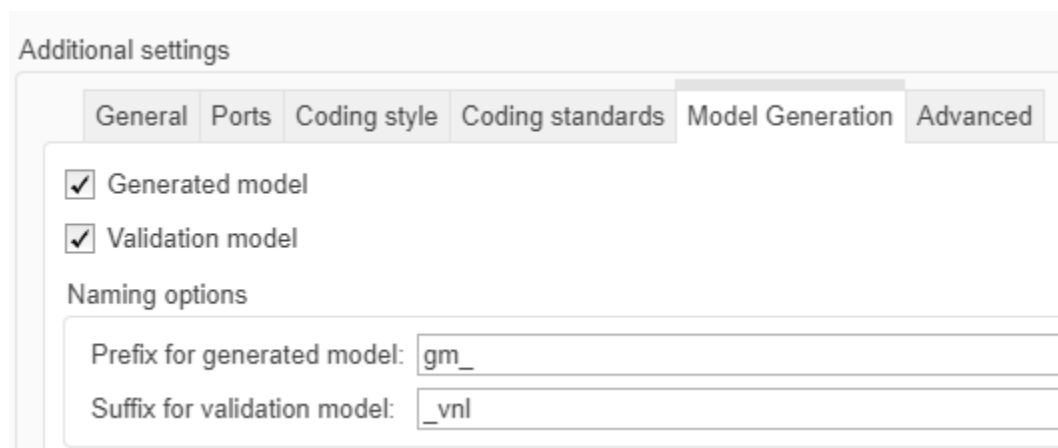 Additional settings
General Ports Coding style Coding standards Model Generation Advanced
Generated model
Validation model
Naming options
Prefix for generated model: gm_
Suffix for validation model: _vnl